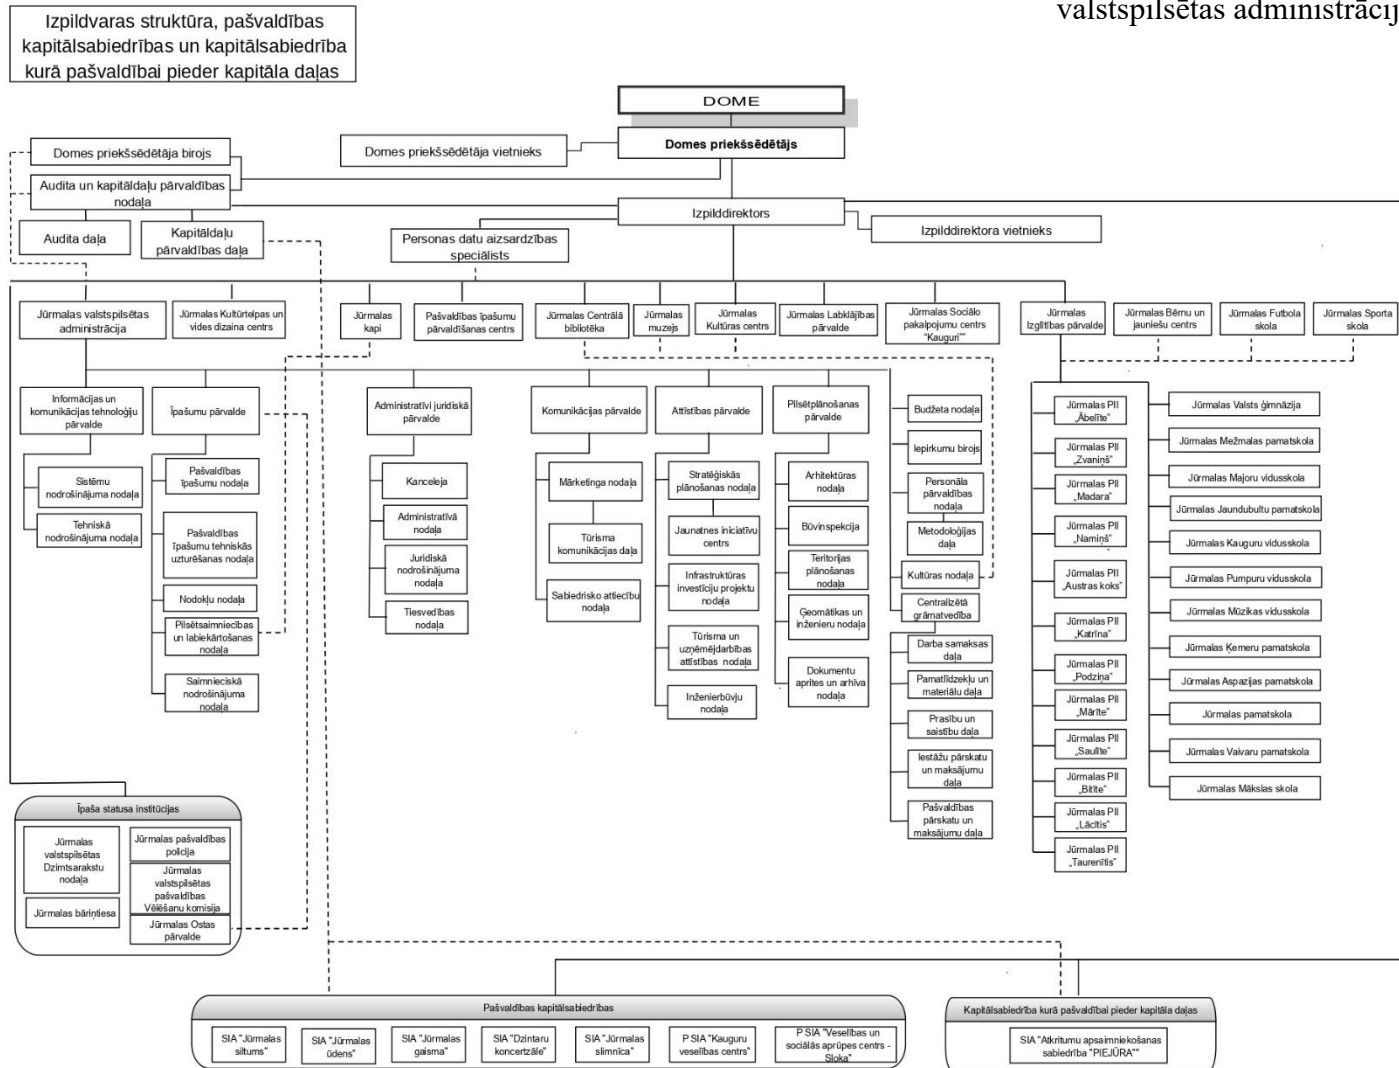 valstspilsētas administrācij
Izpildvaras struktūra, pašvaldības
kapitālsabiedrības un kapitālsabiedrība
kurā pašvaldībai pieder kapitāla daļas
DOME
Domes priekšsēdētājs
Domes priekšsēdētāja vietnieks
Domes priekšsēdētāja birojs
Audita un kapitāldaļu pārvaldības
nodaļa
Audita daļa
Kapitāldaļu
pārvaldības daļa
Izpilddirektors
Izpilddirektora vietnieks
Personas datu aizsardzības
speciālists
Jūrmalas valstspilsētas
administrācija
Jūrmalas Kultūrtelpas un
vides dizaina centrs
Jūrmalas
kapi
Pašvaldības īpašumu
pārvaldīšanas centrs
Jūrmalas Centrālā
bibliotēka
Jūrmalas
muzejs
Jūrmalas
Kultūras centrs
Jūrmalas Labklājības
pārvalde
Jūrmalas Sociālo
pakalpojumu centrs
"Kauguri""
Jūrmalas
Izglītības pārvalde
Jūrmalas Bērnu un
jauniešu centrs
Jūrmalas Futbola
skola
Jūrmalas Sporta
skola
Informācijas un
komunikācijas tehnoloģiju
pārvalde
Sistēmu
nodrošinājuma nodaļa
Tehniskā
nodrošinājuma nodaļa
Īpašumu pārvalde
Pašvaldības
īpašumu nodaļa
Pašvaldības
īpašumu tehniskās
uzturēšanas nodaļa
Nodokļu nodaļa
Pilsētsaimniecības
un labiekārtošanas
nodaļa
Saimnieciskā
nodrošinājuma
nodaļa
Administratīvi juridiskā
pārvalde
Kanceleja
Administratīvā
nodaļa
Juridiskā
nodrošinājuma
nodaļa
Tiesvedības
nodaļa
Komunikācijas pārvalde
Mārketinga nodaļa
Tūrisma
komunikācijas daļa
Sabiedrisko attiecību
nodaļa
Attīstības pārvalde
Stratēģiskās
plānošanas nodaļa
Jaunatnes iniciatīvu
centrs
Infrastruktūras
investīciju projektu
nodaļa
Tūrisma un
uzņēmējdarbības
attīstības nodaļa
Inženierbūvju
nodaļa
Pilsētplānošanas
pārvalde
Arhitektūras
nodaļa
Būvinspekcija
Teritorijas
plānošanas
nodaļa
Ģeomātikas un
inženieru nodaļa
Dokumentu
aprites un arhīva
nodaļa
Budžeta nodaļa
Iepirkumu birojs
Personāla
pārvaldības
nodaļa
Metodoloģijas
daļa
Kultūras nodaļa
Centralizētā
grāmatvedība
Darba samaksas
daļa
Pamatlīdzekļu un
materiālu daļa
Prasību un
saistību daļa
Iestāžu pārskatu
un maksājumu
daļa
Pašvaldības
pārskatu un
maksājumu daļa
Jūrmalas PII
„Ābelīte"
Jūrmalas PII
„Zvaniņš"
Jūrmalas PII
„Madara"
Jūrmalas PII
„Namiņš"
Jūrmalas PII
"Austras koks"
Jūrmalas PII
„Katrīna"
Jūrmalas PII
„Podziņa"
Jūrmalas PII
„Mārīte"
Jūrmalas PII
„Saulīte"
Jūrmalas PII
„Bitīte"
Jūrmalas PII
„Lācītis"
Jūrmalas PII
„Taurenītis"
Jūrmalas Valsts ģimnāzija
Jūrmalas Mežmalas pamatskola
Jūrmalas Majoru vidusskola
Jūrmalas Jaundubultu pamatskola
Jūrmalas Kauguru vidusskola
Jūrmalas Pumpuru vidusskola
Jūrmalas Mūzikas vidusskola
Jūrmalas Ķemeru pamatskola
Jūrmalas Aspazijas pamatskola
Jūrmalas pamatskola
Jūrmalas Vaivaru pamatskola
Jūrmalas Mākslas skola
Īpaša statusa institūcijas
Jūrmalas
valstspilsētas
Dzimtsarakstu
nodaļa
Jūrmalas pašvaldības
policija
Jūrmalas
valstspilsētas
pašvaldības
Vēlēšanu komisija
Jūrmalas bāriņtiesa
Jūrmalas Ostas
pārvalde
Pašvaldības kapitālsabiedrības
SIA "Jūrmalas
siltums"
SIA "Jūrmalas
ūdens"
SIA "Jūrmalas
gaisma"
SIA "Dzintaru
koncertzāle"
SIA "Jūrmalas
slimnīca"
P SIA "Kauguru
veselības centrs"
P SIA "Veselības un
sociālās aprūpes centrs -
Sloka"
Kapitālsabiedrība kurā pašvaldībai pieder kapitāla daļas
SIA "Atkritumu apsaimniekošanas
sabiedrība "PIEJŪRA""